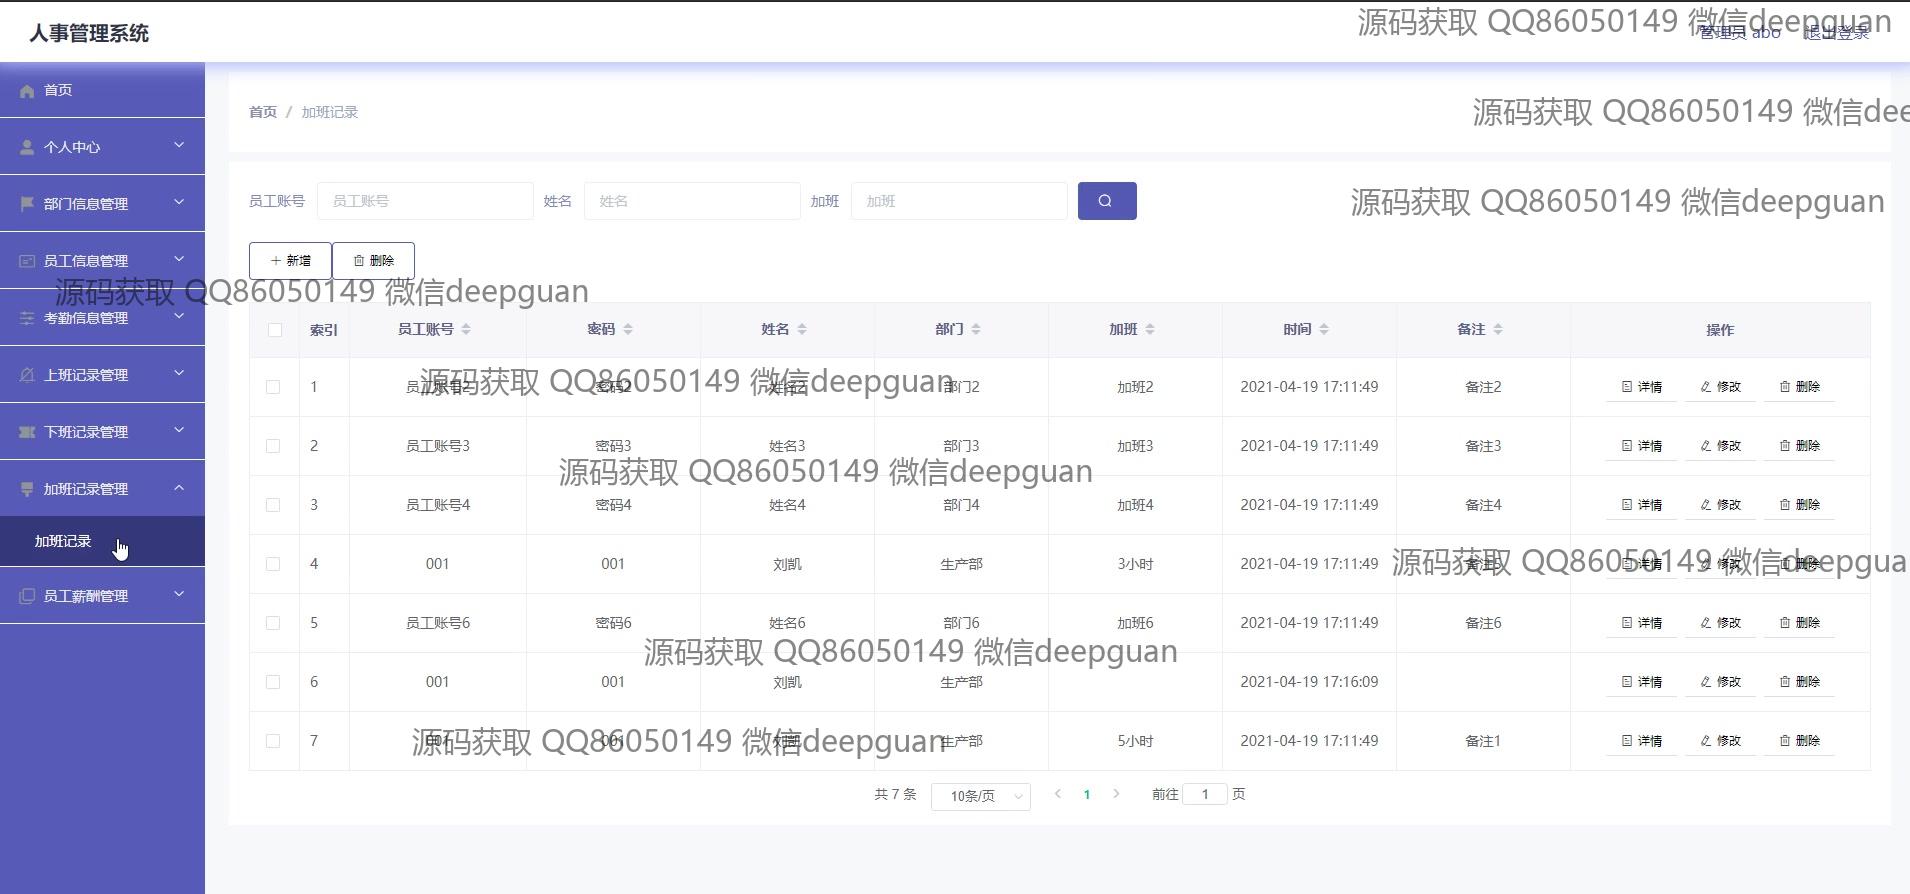 人事管理系统
源码获取 QQ86050149 微信deepguan
管理员 abo 退出登录
首页
个人中心
部门信息管理
员工信息管理
考勤信息管理
上班记录管理
下班记录管理
加班记录管理
加班记录
员工薪酬管理
首页 / 加班记录
源码获取 QQ86050149 微信dee
员工账号 员工账号 姓名 姓名 加班 加班
源码获取 QQ86050149 微信deepguan
新增 删除
源码获取 QQ86050149 微信deepguan
索引 员工账号 密码 姓名 部门 加班 时间 备注 操作
1 员工账号2 密码2 姓名2 部门2 加班2 2021-04-19 17:11:49 备注2 详情 修改 删除
源码获取 QQ86050149 微信deepguan
2 员工账号3 密码3 姓名3 部门3 加班3 2021-04-19 17:11:49 备注3 详情 修改 删除
源码获取 QQ86050149 微信deepguan
3 员工账号4 密码4 姓名4 部门4 加班4 2021-04-19 17:11:49 备注4 详情 修改 删除
4 001 001 刘凯 生产部 3小时 2021-04-19 17:11:49 备注5 详情 修改 删除
源码获取 QQ86050149 微信deepgua
5 员工账号6 密码6 姓名6 部门6 加班6 2021-04-19 17:11:49 备注6 详情 修改 删除
源码获取 QQ86050149 微信deepguan
6 001 001 刘凯 生产部 2021-04-19 17:16:09 详情 修改 删除
7 001 001 刘凯 生产部 5小时 2021-04-19 17:11:49 备注1 详情 修改 删除
源码获取 QQ86050149 微信deepguan
共 7 条 10条/页 1 前往 1 页